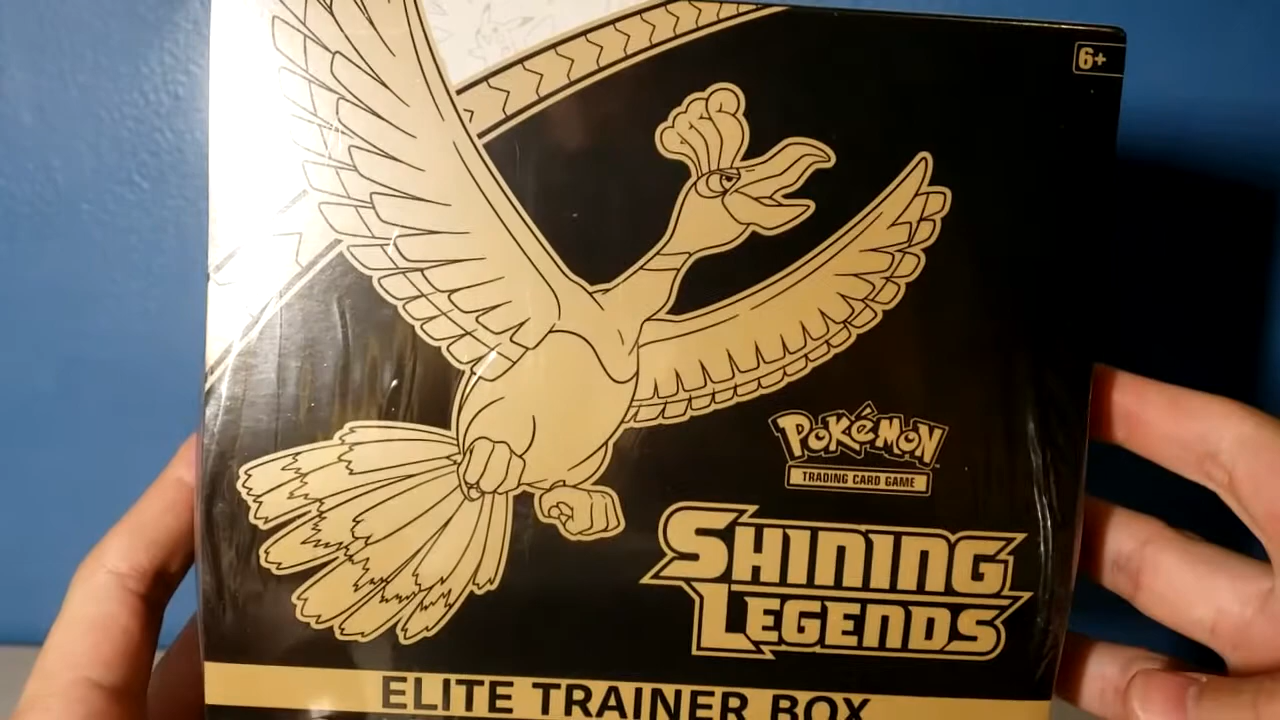 6+
POKéMON
TRADING CARD GAME
SHINING
LEGENDS
ELITE TRAINER BOX